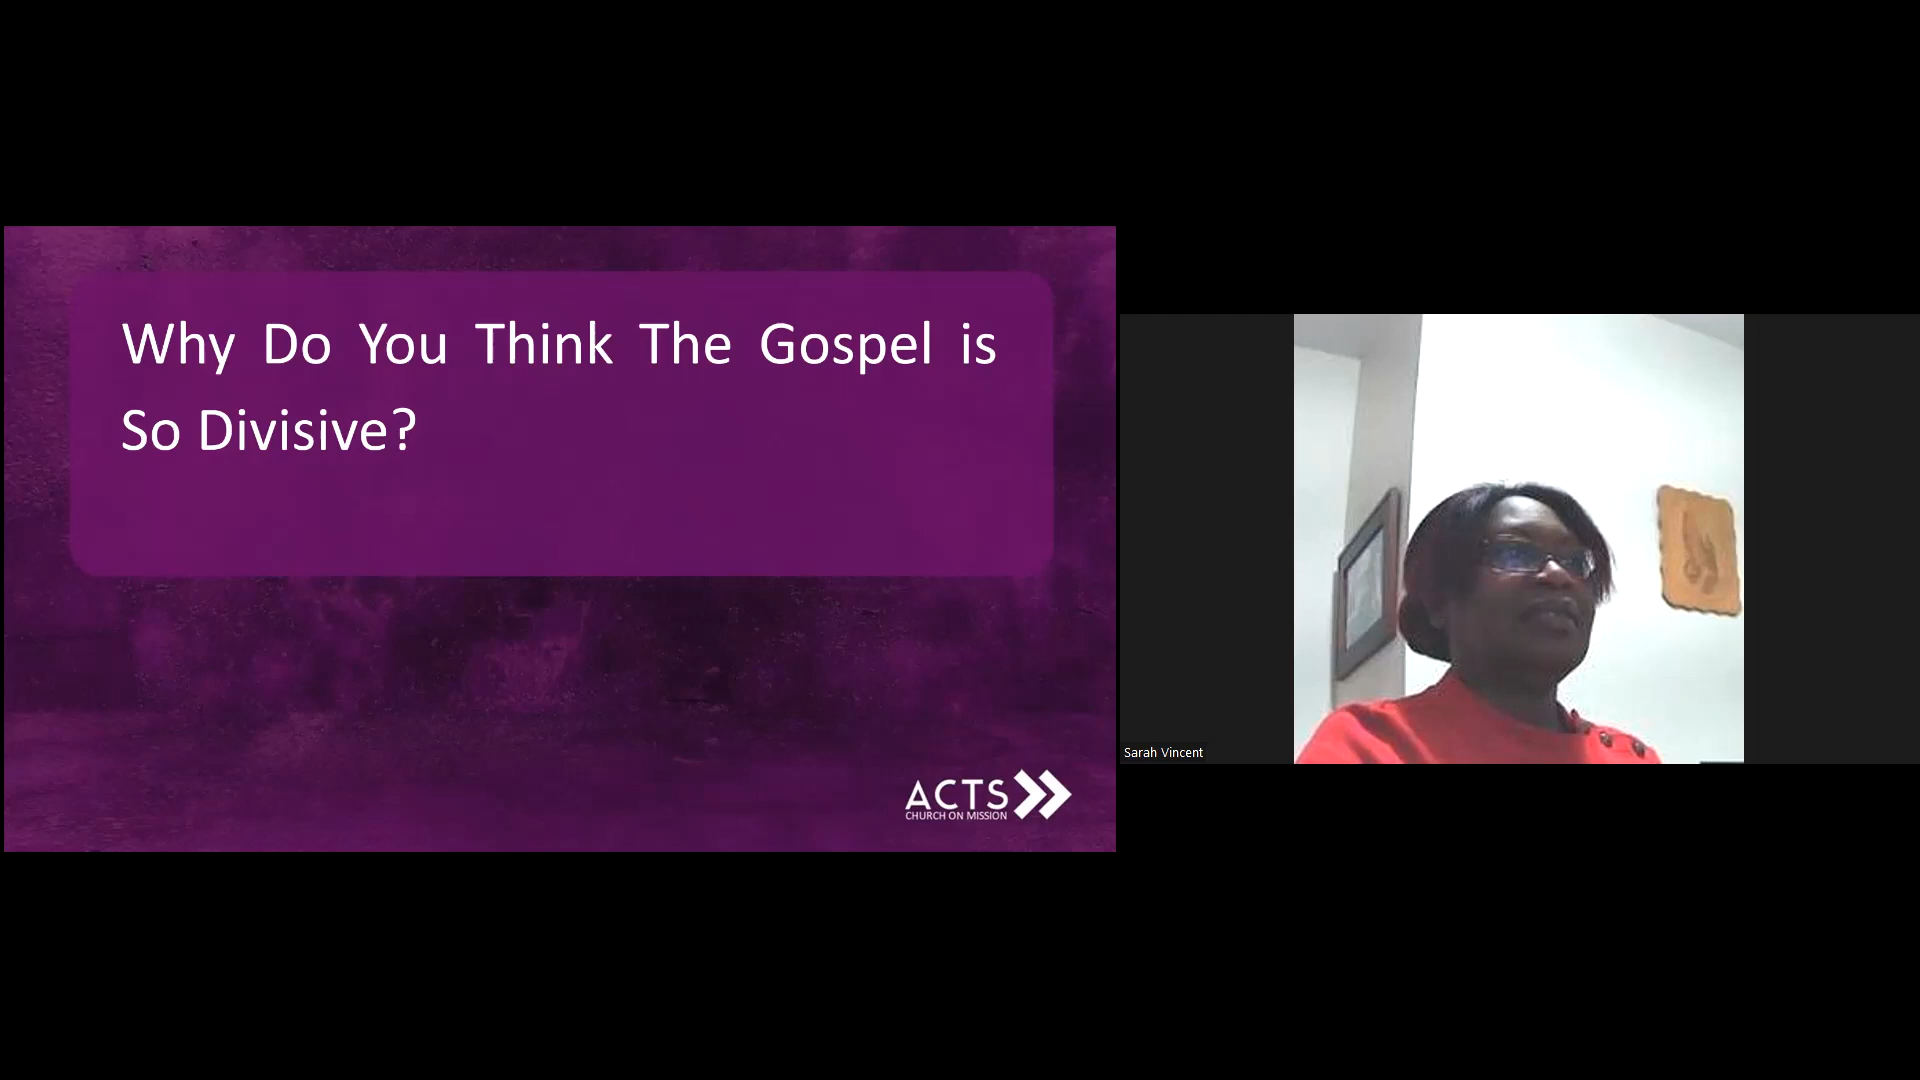 Why Do You Think The Gospel is
So Divisive?
ACTS
CHURCH ON MISSION
Sarah Vincent